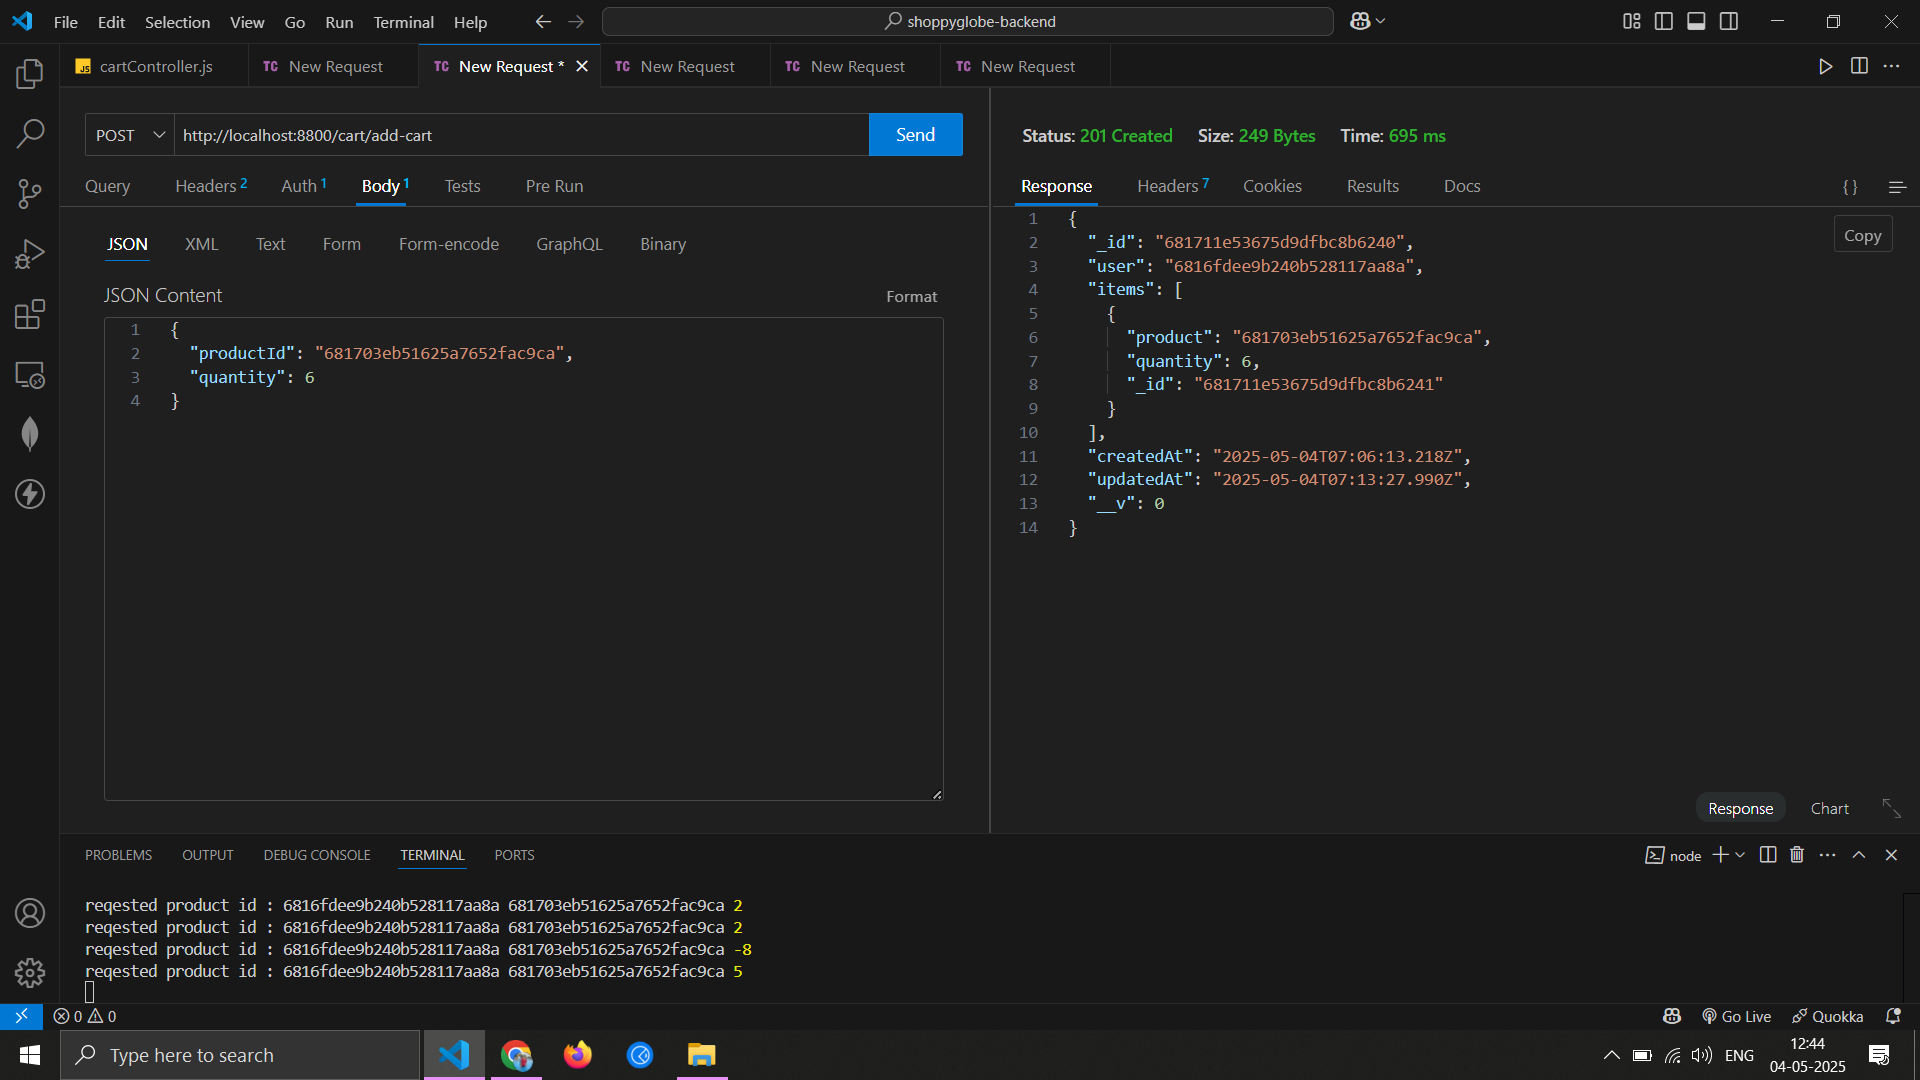 File Edit Selection View Go Run Terminal Help
shoppyglobe-backend
JS cartController.js
TC New Request
TC New Request *
TC New Request
TC New Request
TC New Request
POST http://localhost:8800/cart/add-cart Send
Query Headers 2 Auth 1 Body 1 Tests Pre Run
JSON XML Text Form Form-encode GraphQL Binary
JSON Content Format
1 {
2 "productId": "681703eb51625a7652fac9ca",
3 "quantity": 6
4 }
Status: 201 Created Size: 249 Bytes Time: 695 ms
Response Headers 7 Cookies Results Docs {}
Copy
1 {
2 "_id": "681711e53675d9dfbc8b6240",
3 "user": "6816fdee9b240b528117aa8a",
4 "items": [
5 {
6 "product": "681703eb51625a7652fac9ca",
7 "quantity": 6,
8 "_id": "681711e53675d9dfbc8b6241"
9 }
10 ],
11 "createdAt": "2025-05-04T07:06:13.218Z",
12 "updatedAt": "2025-05-04T07:13:27.990Z",
13 "__v": 0
14 }
Response Chart
PROBLEMS OUTPUT DEBUG CONSOLE TERMINAL PORTS
node
reqested product id : 6816fdee9b240b528117aa8a 681703eb51625a7652fac9ca 2
reqested product id : 6816fdee9b240b528117aa8a 681703eb51625a7652fac9ca 2
reqested product id : 6816fdee9b240b528117aa8a 681703eb51625a7652fac9ca -8
reqested product id : 6816fdee9b240b528117aa8a 681703eb51625a7652fac9ca 5
0 0
Go Live Quokka
Type here to search
ENG
12:44
04-05-2025